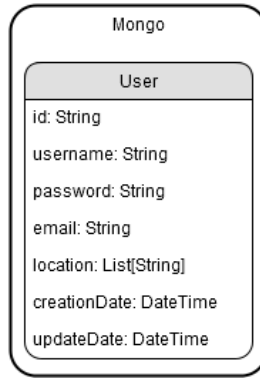 Mongo
User
id: String
username: String
password: String
email: String
location: List[String]
creationDate: DateTime
updateDate: DateTime